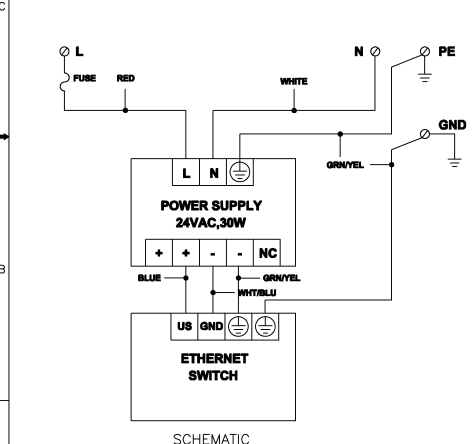 C
L
N
PE
FUSE
RED
WHITE
GND
GRN/YEL
L N
POWER SUPPLY
24VAC,30W
+ + - - NC
BLUE
GRN/YEL
WHT/BLU
B
US GND
ETHERNET
SWITCH
SCHEMATIC